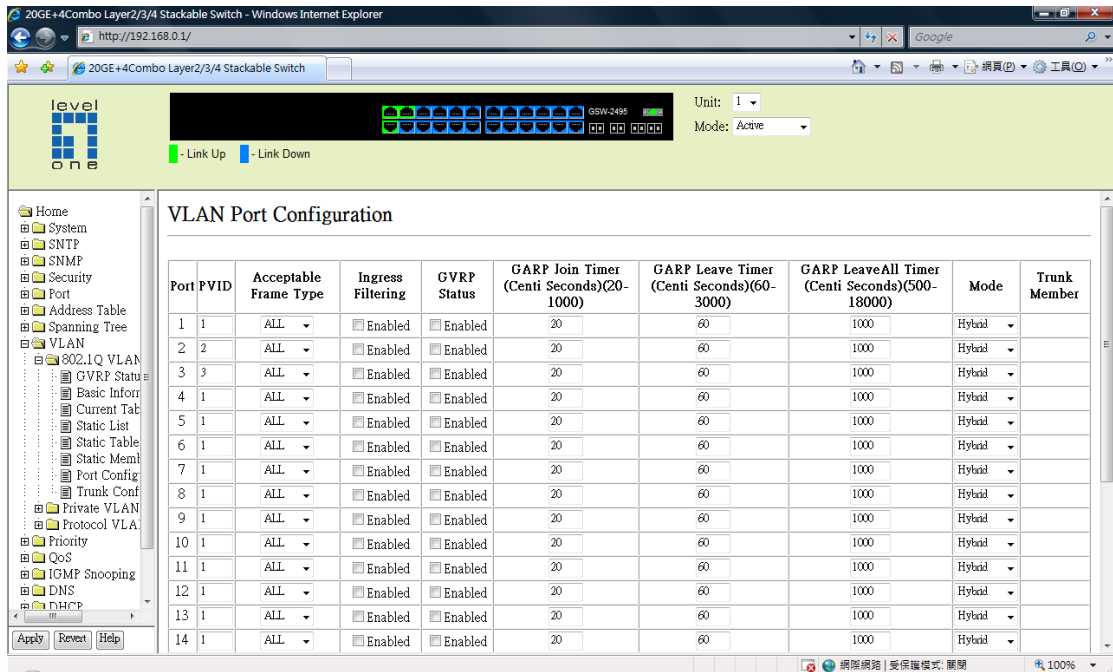 20GE+4Combo Layer2/3/4 Stackable Switch - Windows Internet Explorer
http://192.168.0.1/
Google
20GE+4Combo Layer2/3/4 Stackable Switch
網頁(P) 工具(O)
level
one
GSW-2495
Unit: 1
Mode: Active
- Link Up - Link Down
Home
System
SNTP
SNMP
Security
Port
Address Table
Spanning Tree
VLAN
802.1Q VLAN
GVRP Statu
Basic Inforr
Current Tab
Static List
Static Table
Static Memb
Port Config
Trunk Conf
Private VLAN
Protocol VLA
Priority
QoS
IGMP Snooping
DNS
DHCP
Apply Revert Help
VLAN Port Configuration
Port PVID Acceptable Frame Type Ingress Filtering GVRP Status GARP Join Timer (Centi Seconds)(20-1000) GARP Leave Timer (Centi Seconds)(60-3000) GARP LeaveAll Timer (Centi Seconds)(500-18000) Mode Trunk Member
1 1 ALL Enabled Enabled 20 60 1000 Hybrid
2 2 ALL Enabled Enabled 20 60 1000 Hybrid
3 3 ALL Enabled Enabled 20 60 1000 Hybrid
4 1 ALL Enabled Enabled 20 60 1000 Hybrid
5 1 ALL Enabled Enabled 20 60 1000 Hybrid
6 1 ALL Enabled Enabled 20 60 1000 Hybrid
7 1 ALL Enabled Enabled 20 60 1000 Hybrid
8 1 ALL Enabled Enabled 20 60 1000 Hybrid
9 1 ALL Enabled Enabled 20 60 1000 Hybrid
10 1 ALL Enabled Enabled 20 60 1000 Hybrid
11 1 ALL Enabled Enabled 20 60 1000 Hybrid
12 1 ALL Enabled Enabled 20 60 1000 Hybrid
13 1 ALL Enabled Enabled 20 60 1000 Hybrid
14 1 ALL Enabled Enabled 20 60 1000 Hybrid
網際網路 | 受保護模式: 關閉
100%